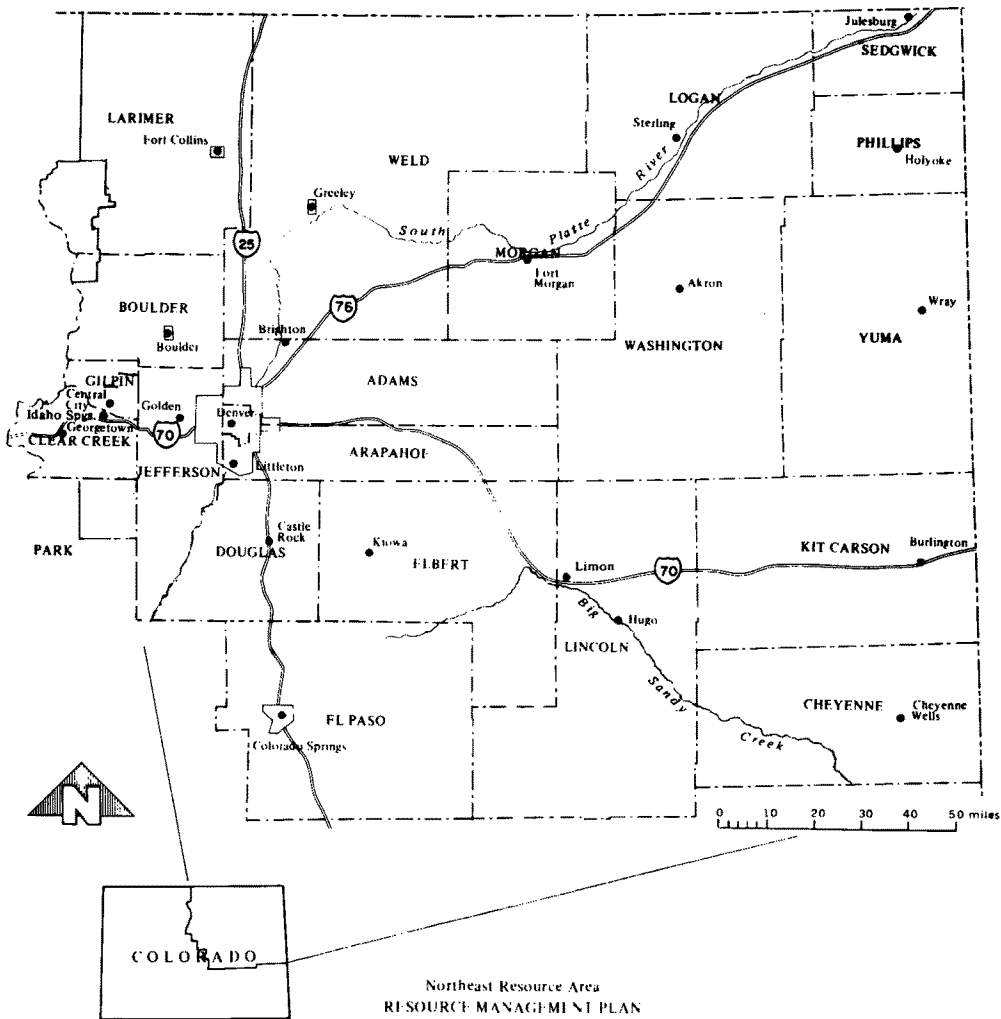 Julesburg
SEDGWICK
LOGAN
LARIMER
Sterling
Fort Collins
WELD
PHILLIPS
Holyoke
River
Greeley
South
Platte
25
MORGAN
Fort
Morgan
Akron
76
Wray
BOULDER
Boulder
Brighton
WASHINGTON
YUMA
GILPIN
ADAMS
Central
City
Idaho Spgs.
Golden
Denver
Georgetown
70
CLEAR CREEK
ARAPAHOE
JEFFERSON
Littleton
Castle
Rock
PARK
DOUGLAS
Kiowa
ELBERT
KIT CARSON
Burlington
Limon
70
Big
Hugo
LINCOLN
Sandy
CHEYENNE
Cheyenne
Wells
EL PASO
Creek
Colorado Springs
N
0 10 20 30 40 50 miles
COLORADO
Northeast Resource Area
RESOURCE MANAGEMENT PLAN